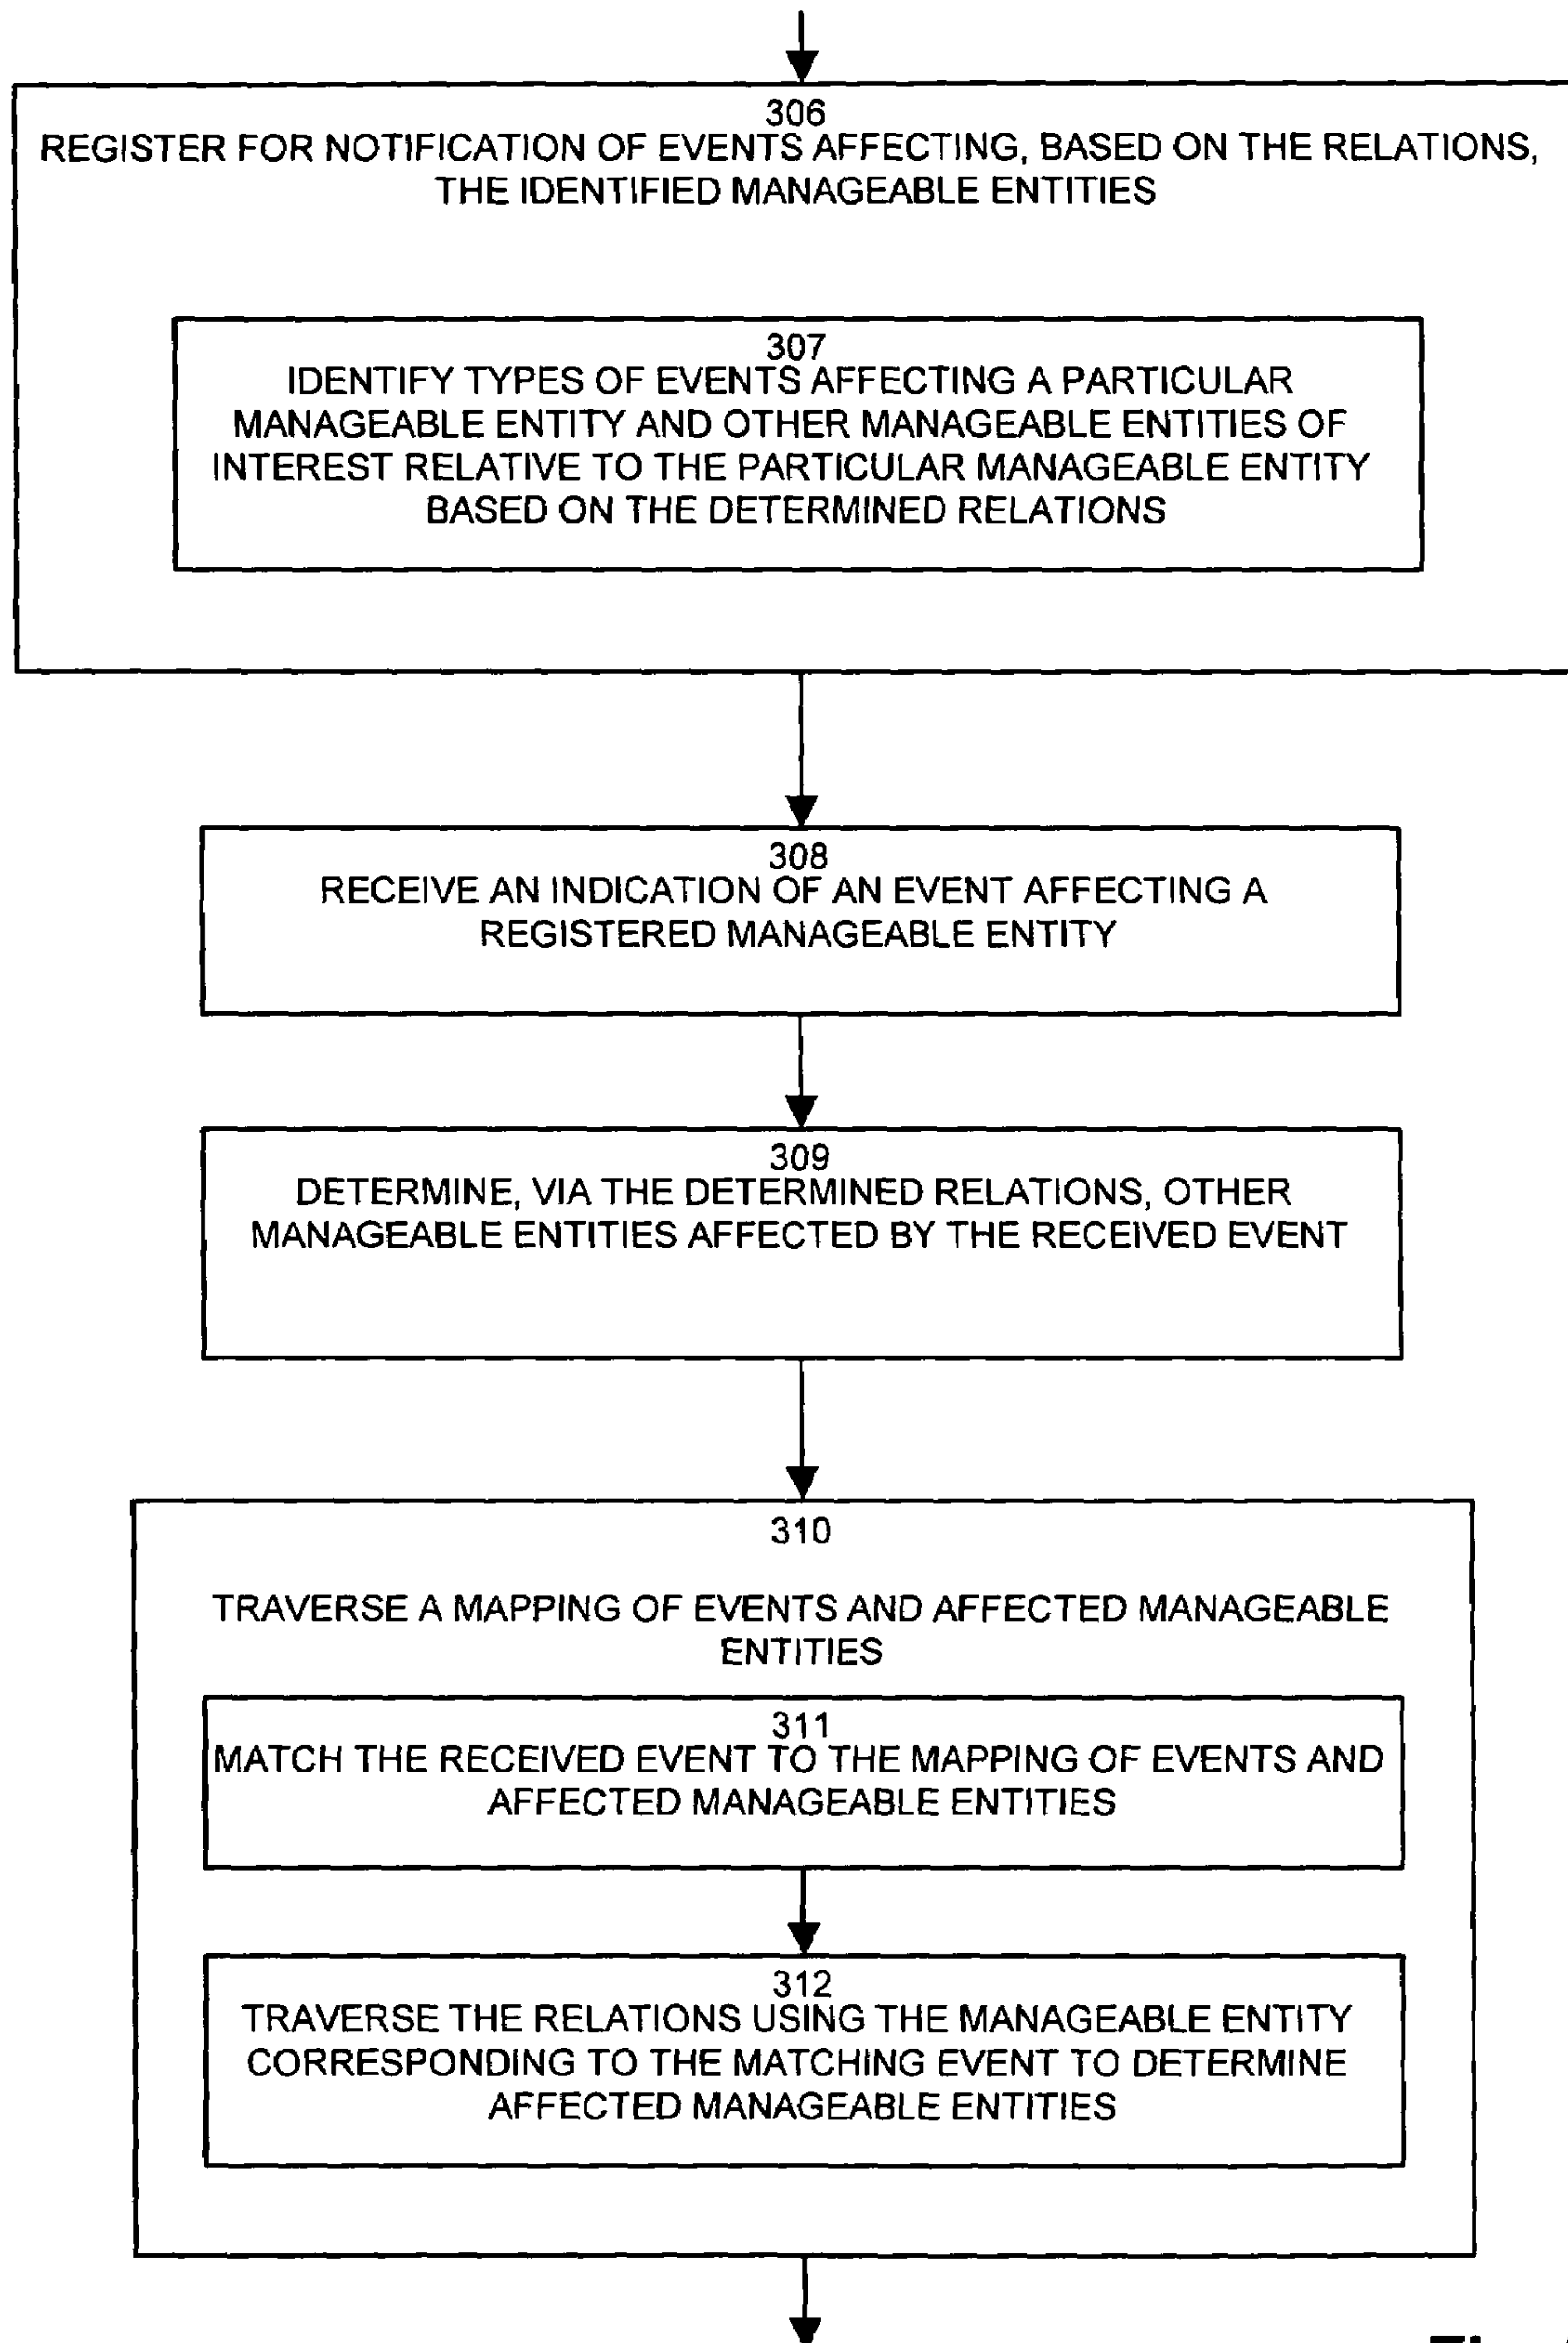 306
REGISTER FOR NOTIFICATION OF EVENTS AFFECTING, BASED ON THE RELATIONS,
THE IDENTIFIED MANAGEABLE ENTITIES
307
IDENTIFY TYPES OF EVENTS AFFECTING A PARTICULAR
MANAGEABLE ENTITY AND OTHER MANAGEABLE ENTITIES OF
INTEREST RELATIVE TO THE PARTICULAR MANAGEABLE ENTITY
BASED ON THE DETERMINED RELATIONS
308
RECEIVE AN INDICATION OF AN EVENT AFFECTING A
REGISTERED MANAGEABLE ENTITY
309
DETERMINE, VIA THE DETERMINED RELATIONS, OTHER
MANAGEABLE ENTITIES AFFECTED BY THE RECEIVED EVENT
310
TRAVERSE A MAPPING OF EVENTS AND AFFECTED MANAGEABLE
ENTITIES
311
MATCH THE RECEIVED EVENT TO THE MAPPING OF EVENTS AND
AFFECTED MANAGEABLE ENTITIES
312
TRAVERSE THE RELATIONS USING THE MANAGEABLE ENTITY
CORRESPONDING TO THE MATCHING EVENT TO DETERMINE
AFFECTED MANAGEABLE ENTITIES